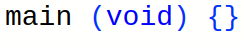 main (void) {}